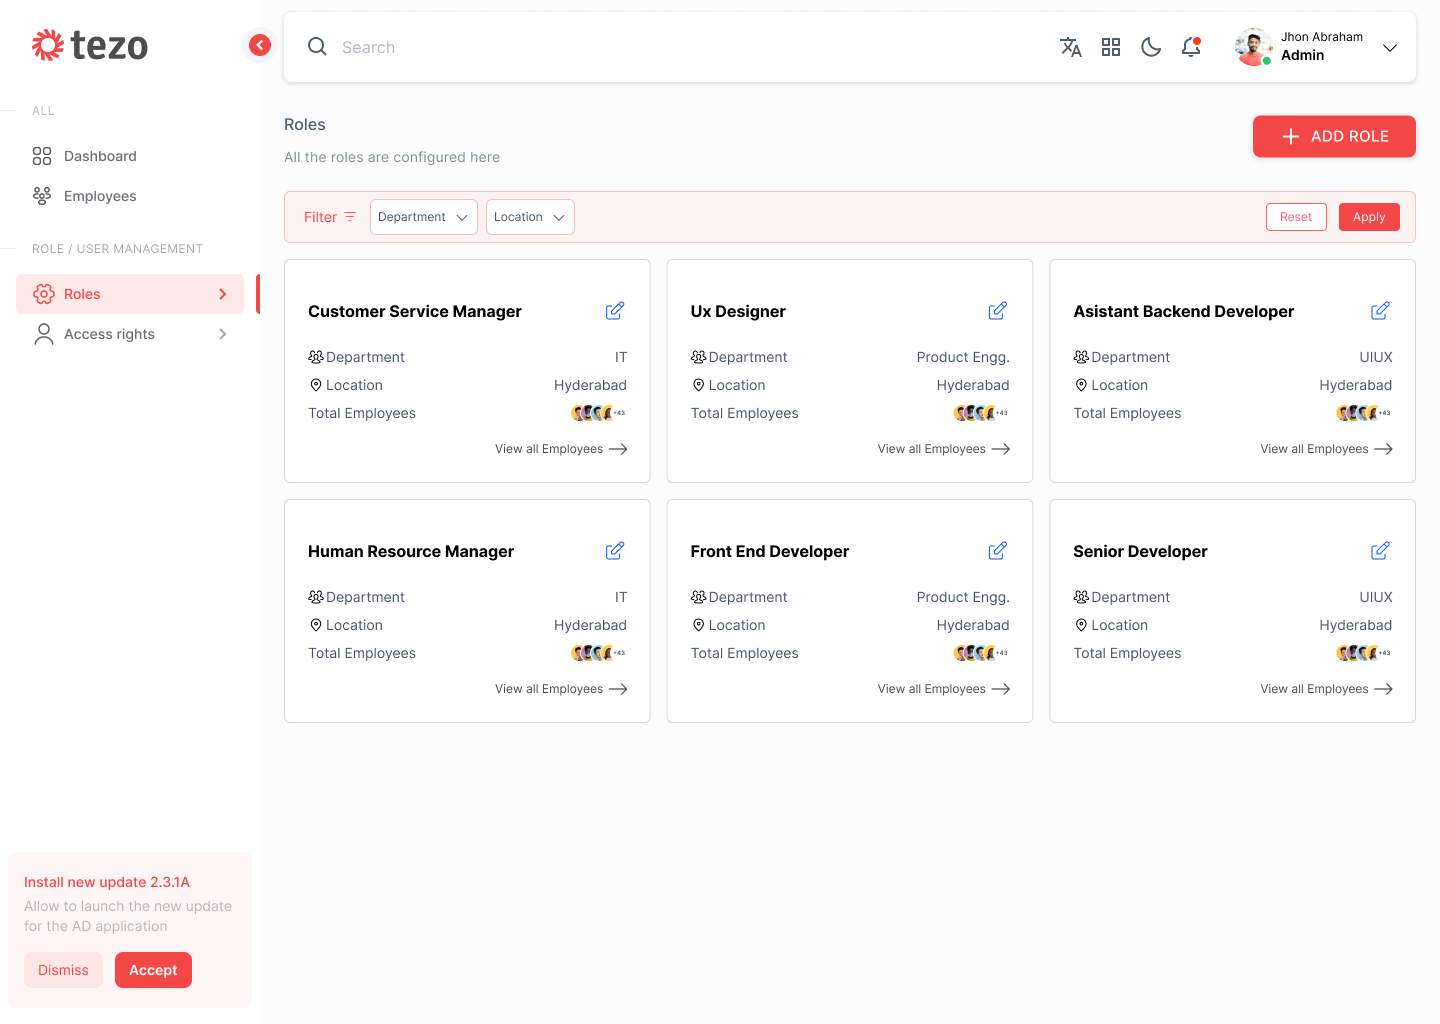 tezo
ALL
Dashboard
Employees
ROLE / USER MANAGEMENT
Roles
Access rights
Install new update 2.3.1A
Allow to launch the new update
for the AD application
Dismiss
Accept
Search
Jhon Abraham
Admin
Roles
All the roles are configured here
ADD ROLE
Filter
Department
Location
Reset
Apply
Customer Service Manager
Department IT
Location Hyderabad
Total Employees +43
View all Employees
Ux Designer
Department Product Engg.
Location Hyderabad
Total Employees +43
View all Employees
Asistant Backend Developer
Department UIUX
Location Hyderabad
Total Employees +43
View all Employees
Human Resource Manager
Department IT
Location Hyderabad
Total Employees +43
View all Employees
Front End Developer
Department Product Engg.
Location Hyderabad
Total Employees +43
View all Employees
Senior Developer
Department UIUX
Location Hyderabad
Total Employees +43
View all Employees